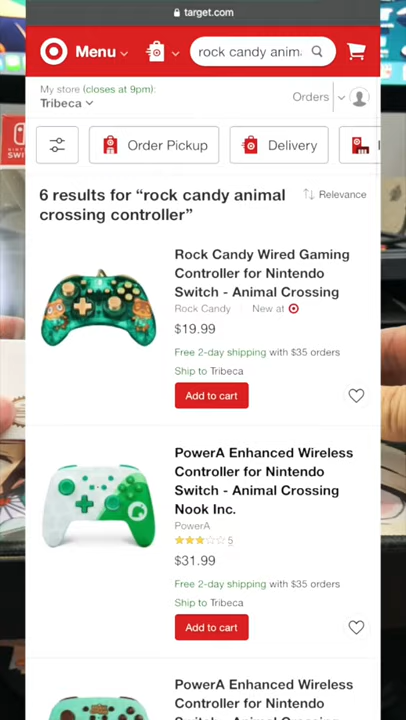 target.com
Menu
rock candy anim
My store (closes at 9pm):
Tribeca
Orders
Order Pickup
Delivery
6 results for “rock candy animal
crossing controller”
Relevance
Rock Candy Wired Gaming
Controller for Nintendo
Switch - Animal Crossing
Rock Candy
New at
$19.99
Free 2-day shipping with $35 orders
Ship to Tribeca
Add to cart
PowerA Enhanced Wireless
Controller for Nintendo
Switch - Animal Crossing
Nook Inc.
PowerA
5
$31.99
Free 2-day shipping with $35 orders
Ship to Tribeca
Add to cart
PowerA Enhanced Wireless
Controller for Nintendo